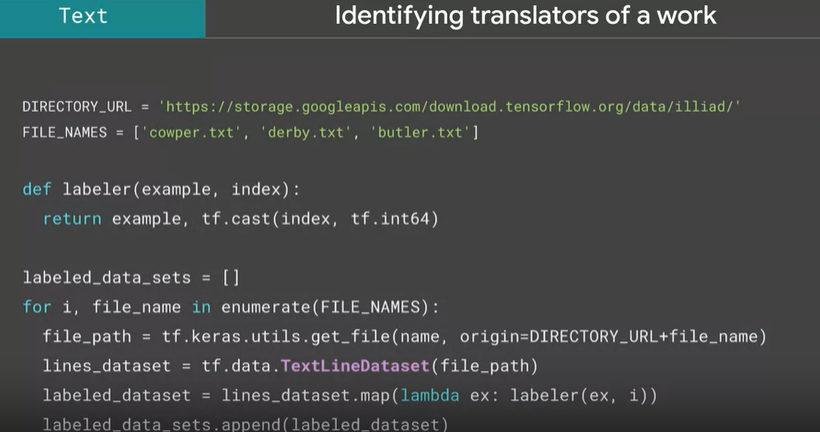 Text
Identifying translators of a work
DIRECTORY_URL = 'https://storage.googleapis.com/download.tensorflow.org/data/illiad/'
FILE_NAMES = ['cowper.txt', 'derby.txt', 'butler.txt']
def labeler(example, index):
  return example, tf.cast(index, tf.int64)
labeled_data_sets = []
for i, file_name in enumerate(FILE_NAMES):
  file_path = tf.keras.utils.get_file(name, origin=DIRECTORY_URL+file_name)
  lines_dataset = tf.data.TextLineDataset(file_path)
  labeled_dataset = lines_dataset.map(lambda ex: labeler(ex, i))
  labeled_data_sets.append(labeled_dataset)